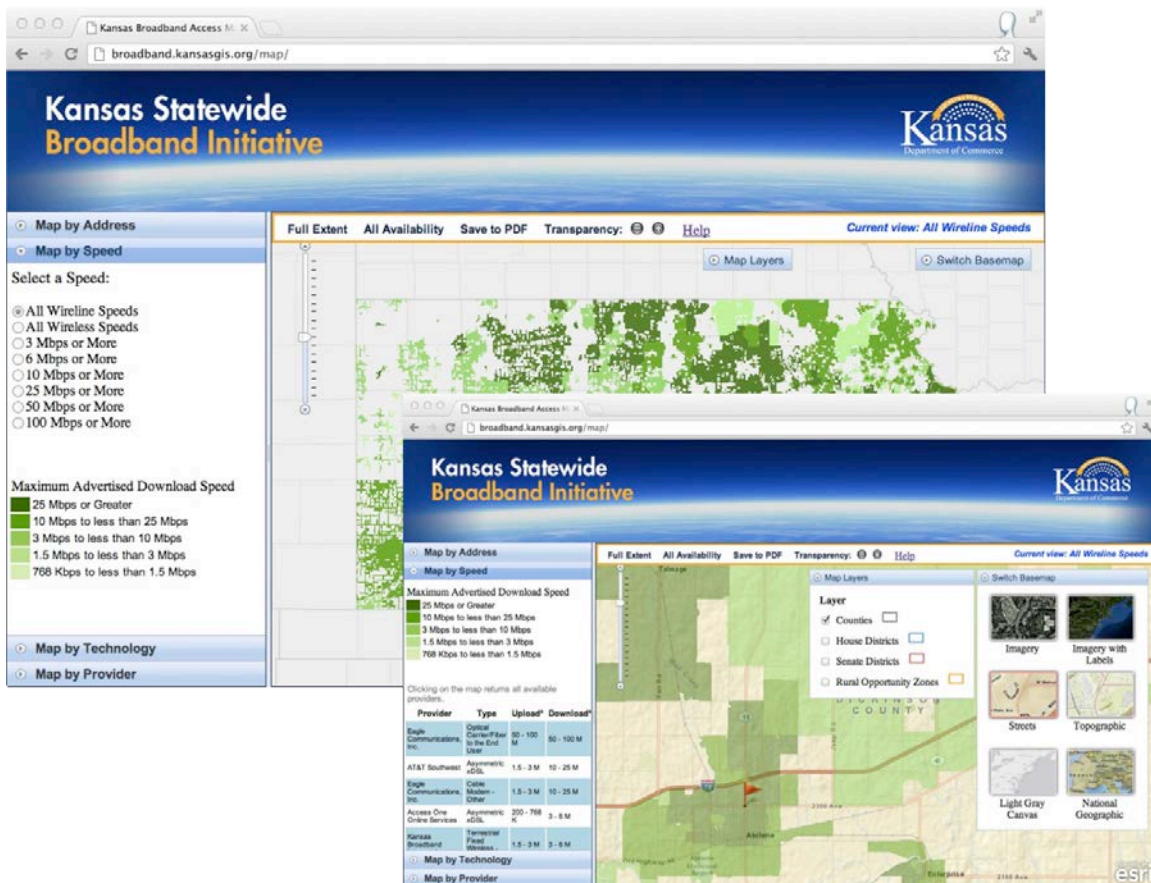 Kansas Broadband Access M
broadband.kansasgis.org/map/
Kansas Statewide
Broadband Initiative
Kansas
Department of Commerce
Map by Address
Map by Speed
Select a Speed:
All Wireline Speeds
All Wireless Speeds
3 Mbps or More
6 Mbps or More
10 Mbps or More
25 Mbps or More
50 Mbps or More
100 Mbps or More
Maximum Advertised Download Speed
25 Mbps or Greater
10 Mbps to less than 25 Mbps
3 Mbps to less than 10 Mbps
1.5 Mbps to less than 3 Mbps
768 Kbps to less than 1.5 Mbps
Map by Technology
Map by Provider
Full Extent All Availability Save to PDF Transparency: Help Current view: All Wireline Speeds
Map Layers Switch Basemap
Kansas Broadband Access M
broadband.kansasgis.org/map/
Kansas Statewide
Broadband Initiative
Kansas
Department of Commerce
Map by Address
Map by Speed
Maximum Advertised Download Speed
25 Mbps or Greater
10 Mbps to less than 25 Mbps
3 Mbps to less than 10 Mbps
1.5 Mbps to less than 3 Mbps
768 Kbps to less than 1.5 Mbps
Clicking on the map returns all available
providers.
Provider Type Upload* Download*
Eagle Communications, Inc. Optical Carrier/Fiber to the End User 50 - 100 M 50 - 100 M
AT&T Southwest Asymmetric xDSL 1.5 - 3 M 10 - 25 M
Eagle Communications, Inc. Cable Modem - Other 1.5 - 3 M 10 - 25 M
Access One Online Services Asymmetric xDSL 200 - 768 K 3 - 6 M
Kansas Broadband Terrestrial Fixed Wireless - 1.5 - 3 M 3 - 6 M
Map by Technology
Map by Provider
Full Extent All Availability Save to PDF Transparency: Help Current view: All Wireline Speeds
Talmage
Map Layers
Layer
Counties
House Districts
Senate Districts
Rural Opportunity Zones
Switch Basemap
Imagery
Imagery with
Labels
Streets
Topographic
Light Gray
Canvas
National
Geographic
DICKINSON
COUNTY
15
43
2300 Ave
Abilene
Enterprise
2100 Ave
esri